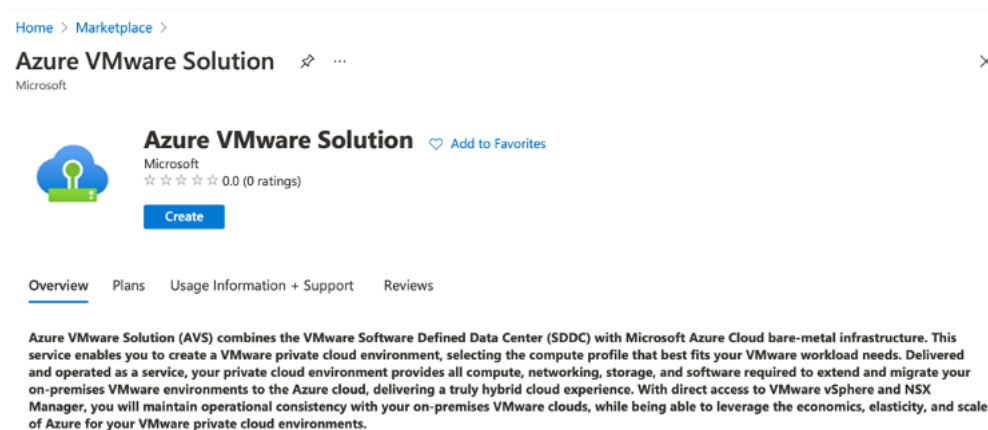 Home > Marketplace >
Azure VMware Solution ...
Microsoft
Azure VMware Solution Add to Favorites
Microsoft
0.0 (0 ratings)
Create
Overview Plans Usage Information + Support Reviews
Azure VMware Solution (AVS) combines the VMware Software Defined Data Center (SDDC) with Microsoft Azure Cloud bare-metal infrastructure. This
service enables you to create a VMware private cloud environment, selecting the compute profile that best fits your VMware workload needs. Delivered
and operated as a service, your private cloud environment provides all compute, networking, storage, and software required to extend and migrate your
on-premises VMware environments to the Azure cloud, delivering a truly hybrid cloud experience. With direct access to VMware vSphere and NSX
Manager, you will maintain operational consistency with your on-premises VMware clouds, while being able to leverage the economics, elasticity, and scale
of Azure for your VMware private cloud environments.